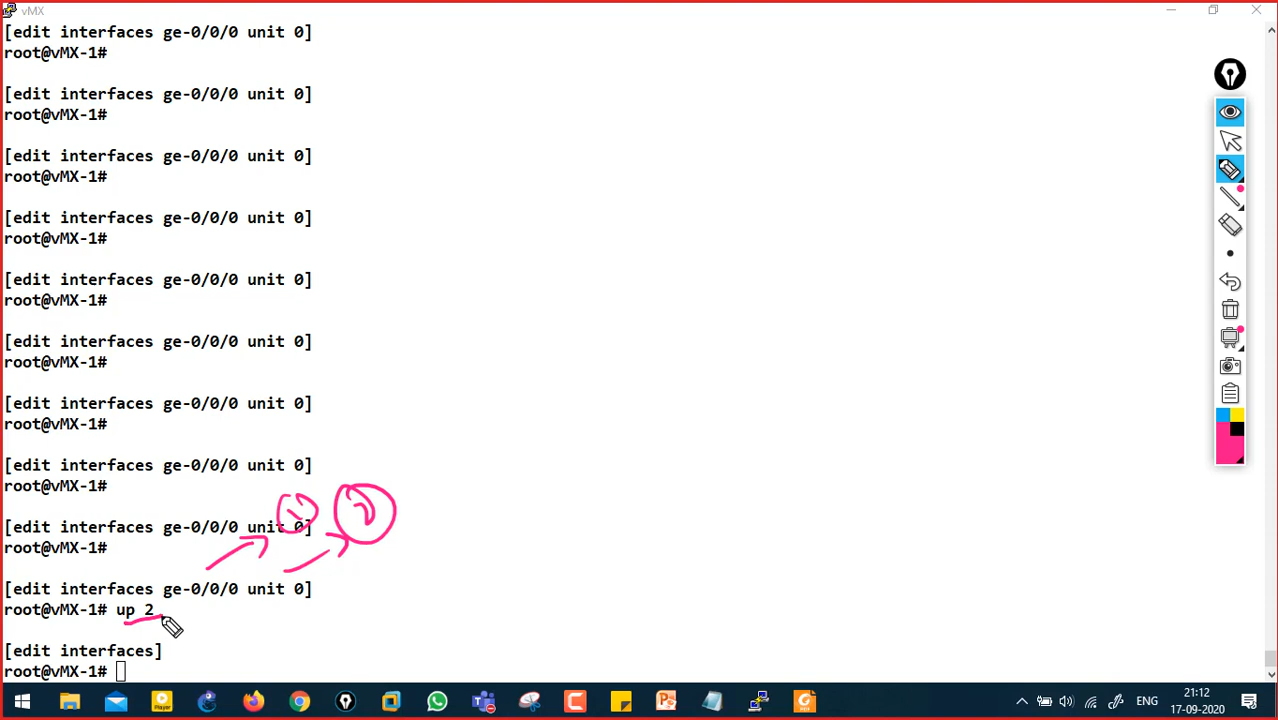 vMX
[edit interfaces ge-0/0/0 unit 0]
root@vMX-1#
[edit interfaces ge-0/0/0 unit 0]
root@vMX-1#
[edit interfaces ge-0/0/0 unit 0]
root@vMX-1#
[edit interfaces ge-0/0/0 unit 0]
root@vMX-1#
[edit interfaces ge-0/0/0 unit 0]
root@vMX-1#
[edit interfaces ge-0/0/0 unit 0]
root@vMX-1#
[edit interfaces ge-0/0/0 unit 0]
root@vMX-1#
[edit interfaces ge-0/0/0 unit 0]
root@vMX-1#
[edit interfaces ge-0/0/0 unit 0]
root@vMX-1#
[edit interfaces ge-0/0/0 unit 0]
root@vMX-1# up 2
[edit interfaces]
root@vMX-1#
Player
ENG
21:12
17-09-2020